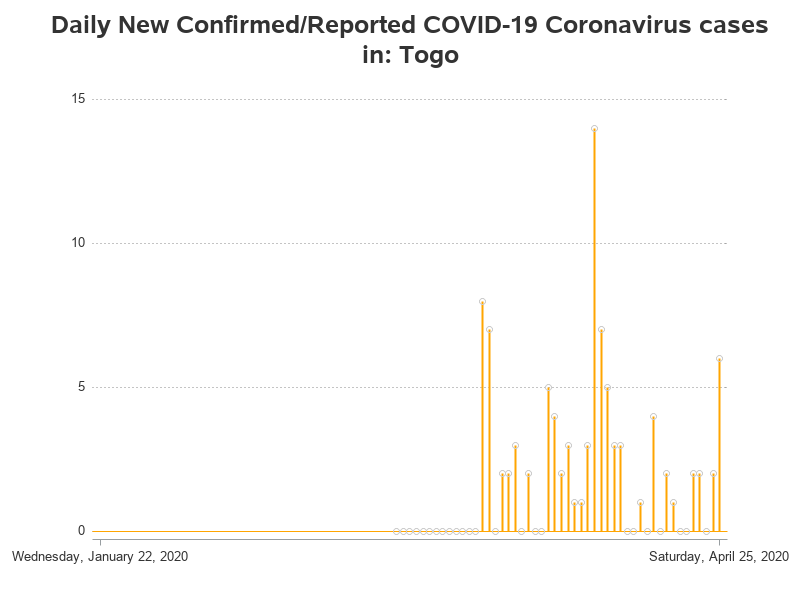 Daily New Confirmed/Reported COVID-19 Coronavirus cases
in: Togo
15
10
5
0
Wednesday, January 22, 2020
Saturday, April 25, 2020